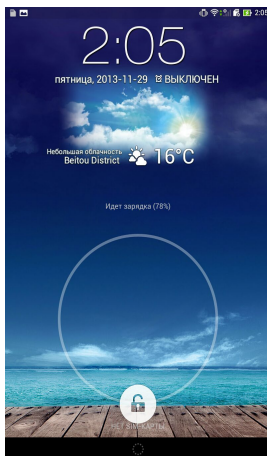 2:05
2:05
пятница, 2013-11-29 ВЫКЛЮЧЕН
Небольшая облачность
Beitou District
16°C
Идет зарядка (78%)
НЕТ SIM-КАРТЫ